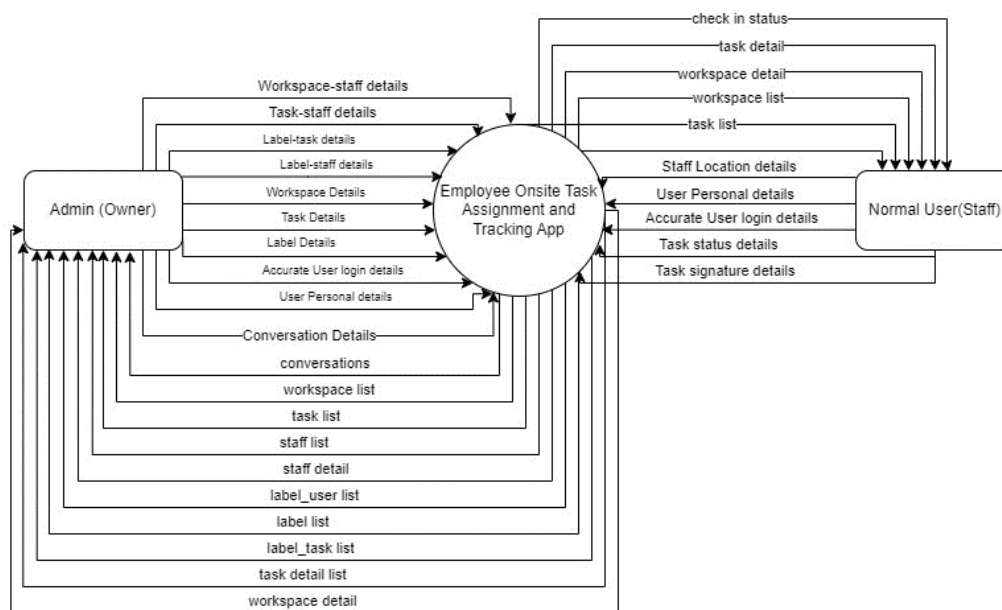 check in status
task detail
workspace detail
workspace list
task list
Workspace-staff details
Task-staff details
Label-task details
Label-staff details
Workspace Details
Task Details
Label Details
Accurate User login details
User Personal details
Conversation Details
Admin (Owner)
Employee Onsite Task
Assignment and
Tracking App
Staff Location details
User Personal details
Accurate User login details
Task status details
Task signature details
Normal User(Staff)
conversations
workspace list
task list
staff list
staff detail
label_user list
label list
label_task list
task detail list
workspace detail